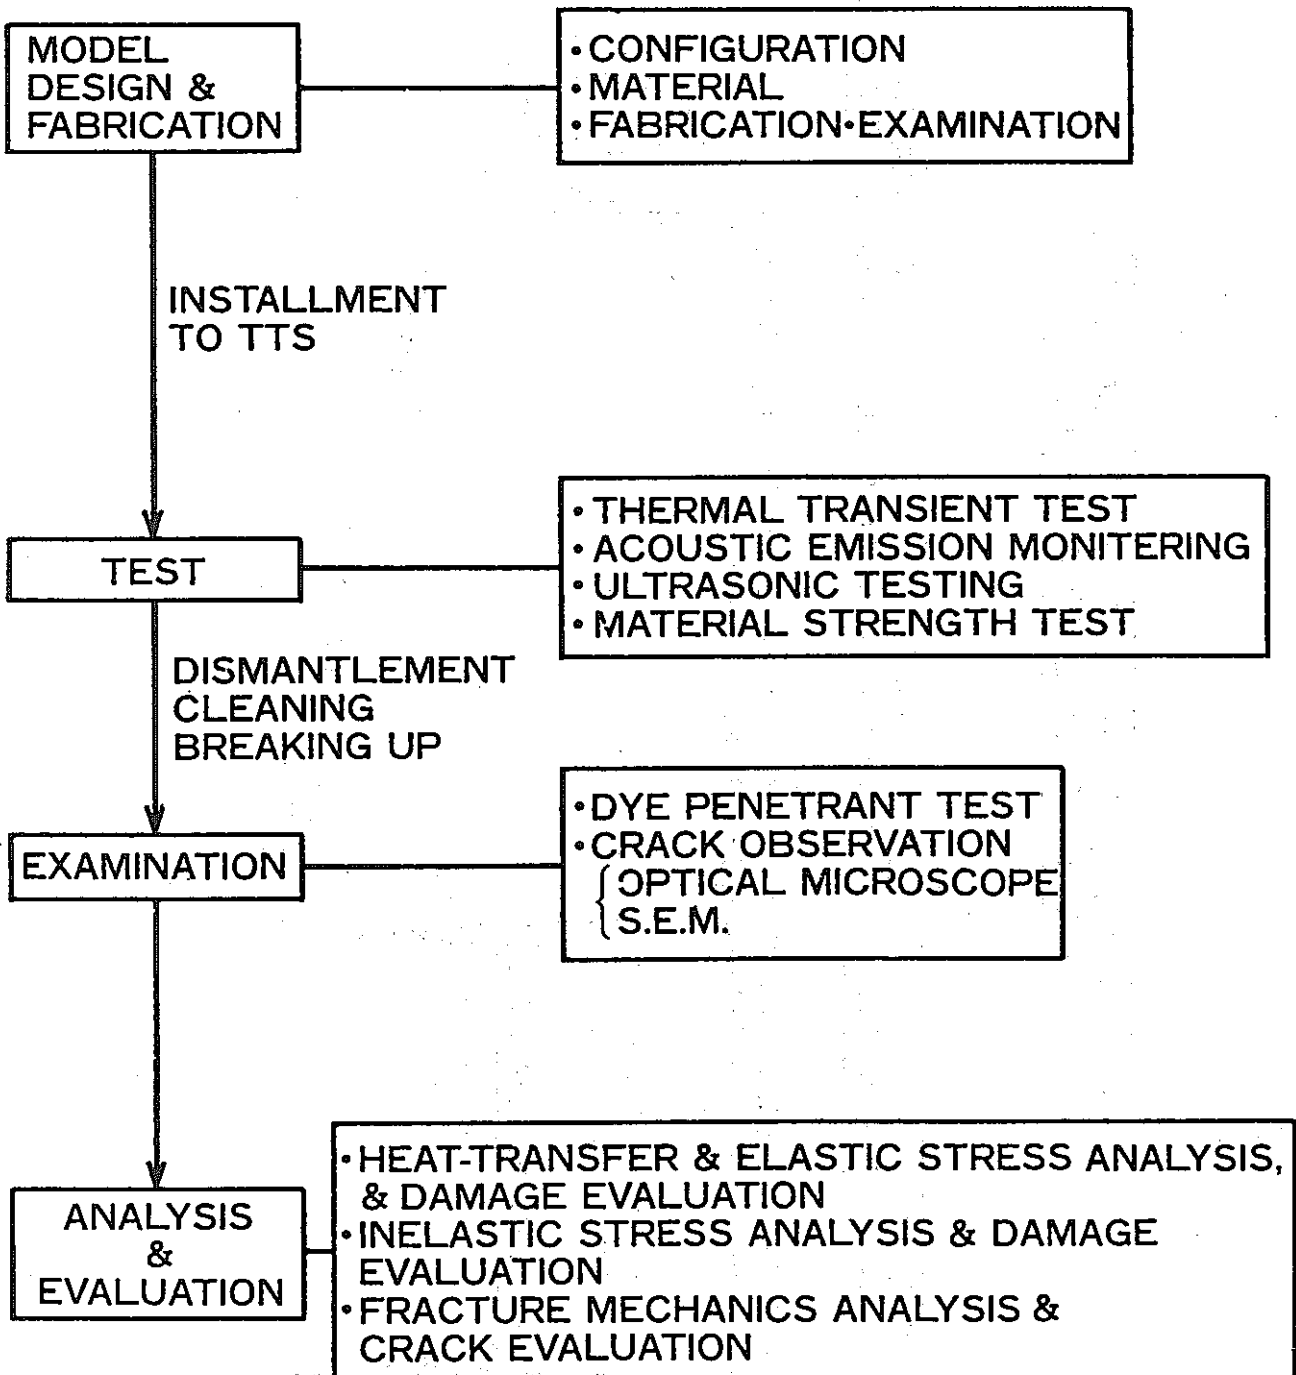 MODEL
DESIGN &
FABRICATION
•CONFIGURATION
•MATERIAL
•FABRICATION•EXAMINATION
INSTALLMENT
TO TTS
TEST
•THERMAL TRANSIENT TEST
•ACOUSTIC EMISSION MONITERING
•ULTRASONIC TESTING
•MATERIAL STRENGTH TEST
DISMANTLEMENT
CLEANING
BREAKING UP
EXAMINATION
•DYE PENETRANT TEST
•CRACK OBSERVATION
OPTICAL MICROSCOPE
S.E.M.
ANALYSIS
&
EVALUATION
•HEAT-TRANSFER & ELASTIC STRESS ANALYSIS,
& DAMAGE EVALUATION
•INELASTIC STRESS ANALYSIS & DAMAGE
EVALUATION
•FRACTURE MECHANICS ANALYSIS &
CRACK EVALUATION